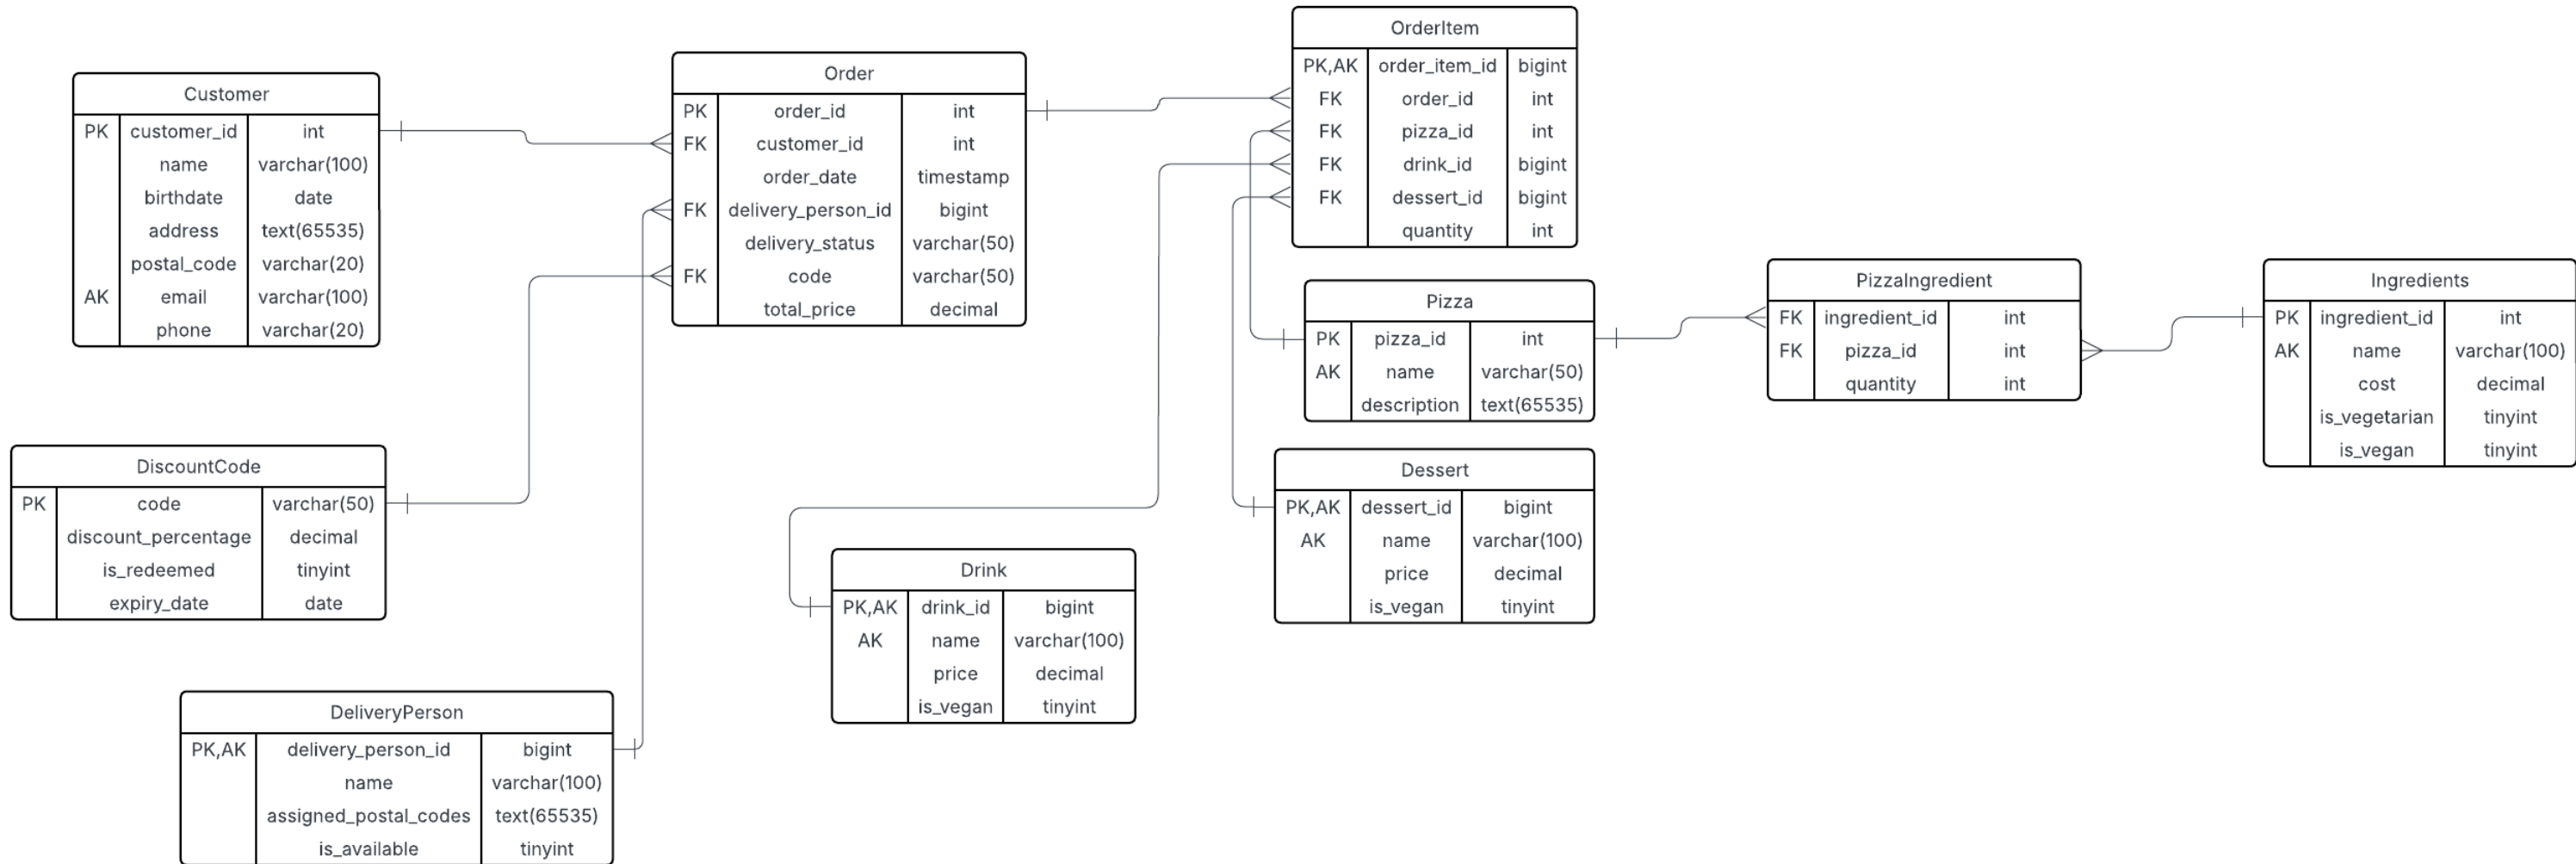 Customer
PK customer_id int
name varchar(100)
birthdate date
address text(65535)
postal_code varchar(20)
AK email varchar(100)
phone varchar(20)
DiscountCode
PK code varchar(50)
discount_percentage decimal
is_redeemed tinyint
expiry_date date
DeliveryPerson
PK,AK delivery_person_id bigint
name varchar(100)
assigned_postal_codes text(65535)
is_available tinyint
Order
PK order_id int
FK customer_id int
order_date timestamp
FK delivery_person_id bigint
delivery_status varchar(50)
FK code varchar(50)
total_price decimal
Drink
PK,AK drink_id bigint
AK name varchar(100)
price decimal
is_vegan tinyint
OrderItem
PK,AK order_item_id bigint
FK order_id int
FK pizza_id int
FK drink_id bigint
FK dessert_id bigint
quantity int
Pizza
PK pizza_id int
AK name varchar(50)
description text(65535)
Dessert
PK,AK dessert_id bigint
AK name varchar(100)
price decimal
is_vegan tinyint
PizzaIngredient
FK ingredient_id int
FK pizza_id int
quantity int
Ingredients
PK ingredient_id int
AK name varchar(100)
cost decimal
is_vegetarian tinyint
is_vegan tinyint